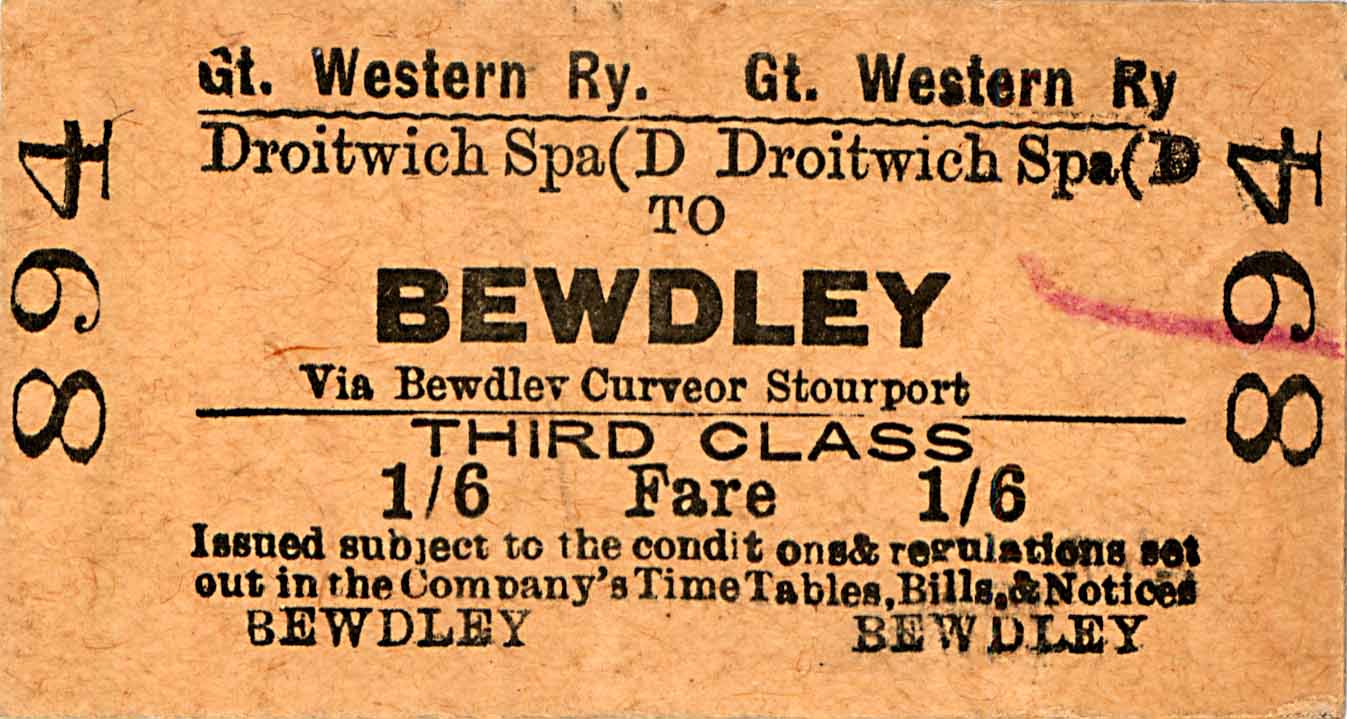 Gt. Western Ry. Gt. Western Ry
Droitwich Spa(D Droitwich Spa(D
TO
BEWDLEY
Via Bewdley Curveor Stourport
THIRD CLASS
1/6 Fare 1/6
Issued subject to the condit ons& regulations set
out in the Company's Time Tables, Bills, & Notices
BEWDLEY BEWDLEY
894
894